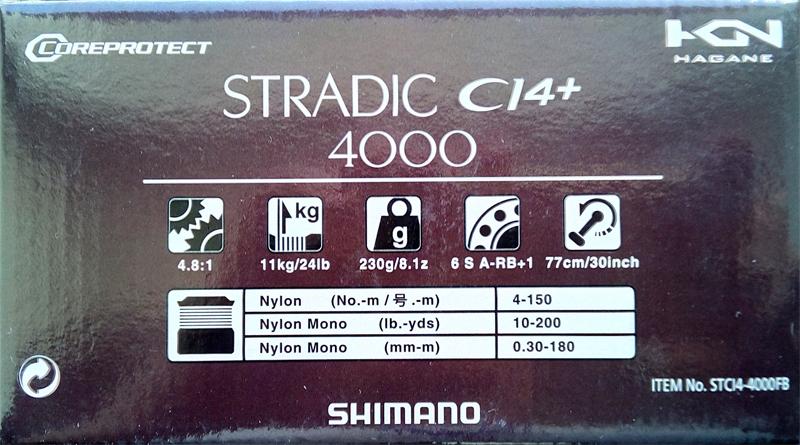 COREPROTECT
HAGANE
STRADIC CI4+
4000
kg
g
4.8:1
11kg/24lb
230g/8.1z
6 S A-RB+1
77cm/30inch
Nylon (No.-m / 号.-m) 4-150
Nylon Mono (lb.-yds) 10-200
Nylon Mono (mm-m) 0.30-180
ITEM No. STCI4-4000FB
SHIMANO